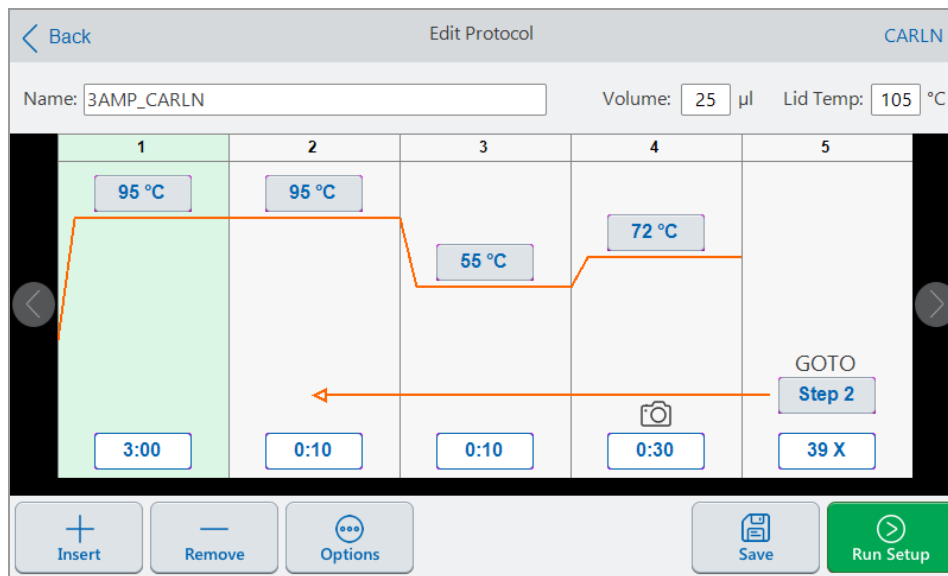 Back
Edit Protocol
CARLN
Name: 3AMP_CARLN
Volume: 25 µl
Lid Temp: 105 °C
1 2 3 4 5
95 °C
95 °C
55 °C
72 °C
GOTO
Step 2
3:00 0:10 0:10 0:30 39 X
Insert
Remove
Options
Save
Run Setup